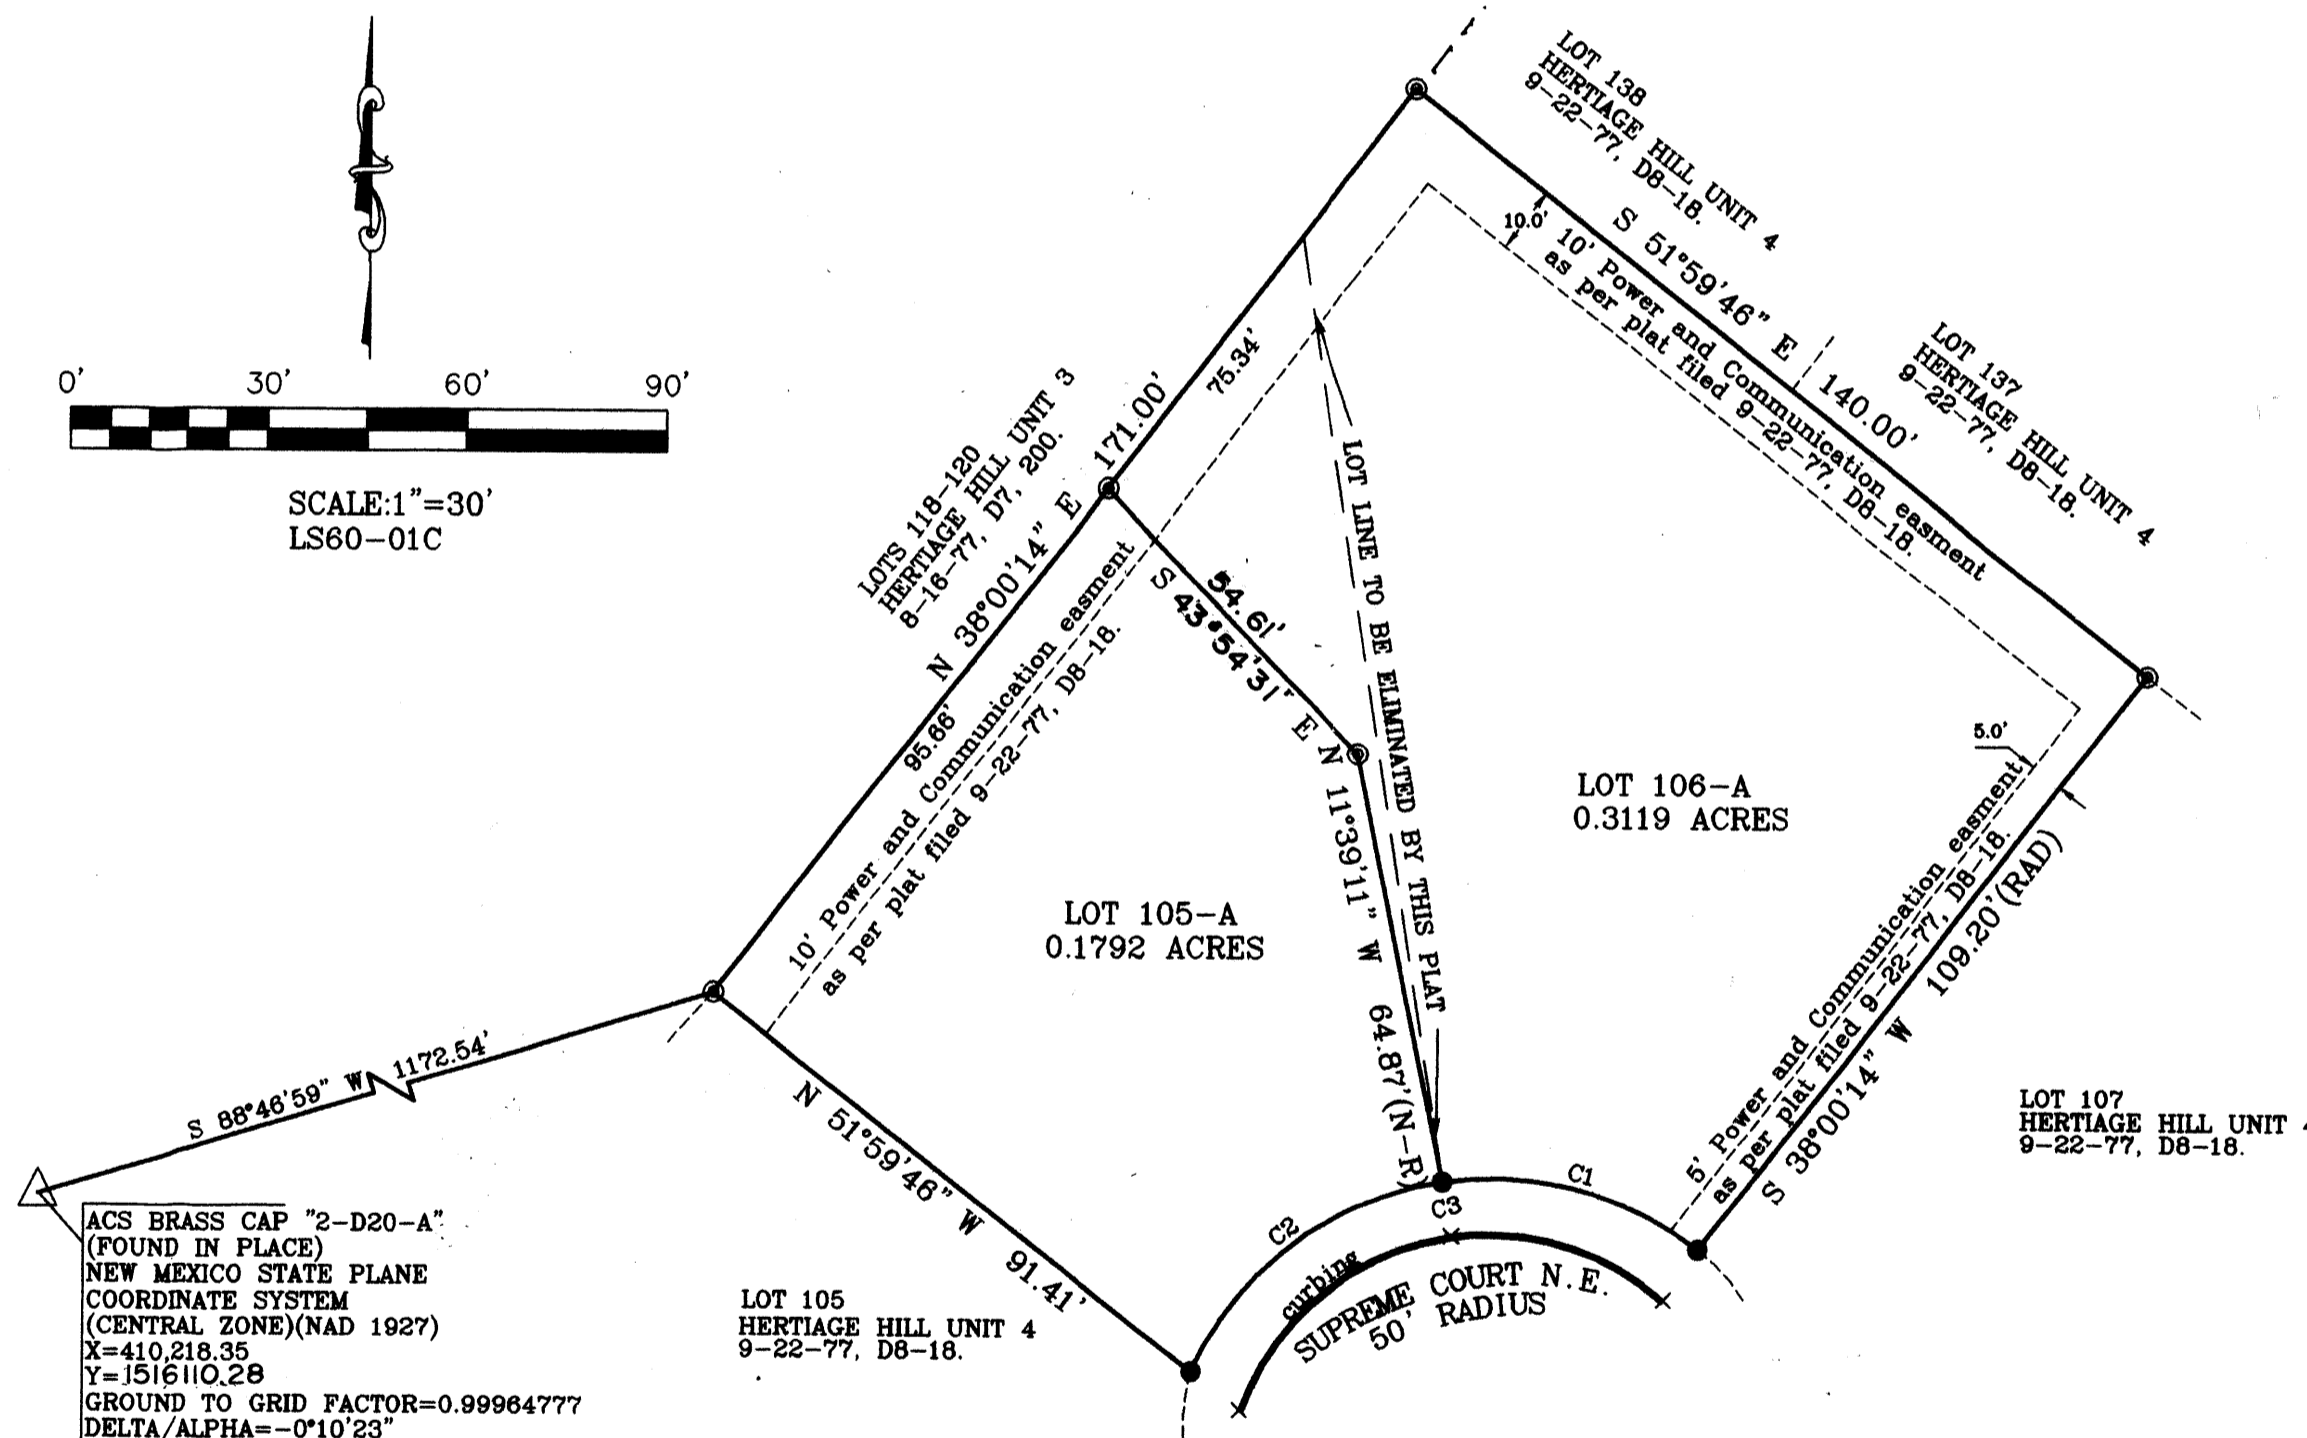 0' 30' 60' 90'
SCALE:1"=30'
LS60-01C
LOT 138
HERTIAGE HILL UNIT 4
9-22-77, D8-18.
S 51°59'46" E 140.00'
10.0'
10' Power and Communication easment
as per plat filed 9-22-77, D8-18.
LOT 137
HERTIAGE HILL UNIT 4
9-22-77, D8-18.
LOTS 118-120
HERTIAGE HILL UNIT 3
8-16-77, D7, 200.
N 38°00'14" E 171.00'
75.34'
95.66'
10' Power and Communication easment
as per plat filed 9-22-77, D8-18.
54.61'
S 43°54'31" E
LOT LINE TO BE ELIMINATED BY THIS PLAT
N 11°39'11" W 64.87'(N-R)
LOT 106-A
0.3119 ACRES
5.0'
5' Power and Communication easment
as per plat filed 9-22-77, D8-18.
S 38°00'14" W 109.20'(RAD)
LOT 105-A
0.1792 ACRES
S 88°46'59" W 1172.54'
N 51°59'46" W 91.41'
LOT 107
HERTIAGE HILL UNIT 4
9-22-77, D8-18.
C1
C2
C3
curbing
SUPREME COURT N.E.
50' RADIUS
LOT 105
HERTIAGE HILL UNIT 4
9-22-77, D8-18.
ACS BRASS CAP "2-D20-A"
(FOUND IN PLACE)
NEW MEXICO STATE PLANE
COORDINATE SYSTEM
(CENTRAL ZONE)(NAD 1927)
X=410,218.35
Y=1516110.28
GROUND TO GRID FACTOR=0.99964777
DELTA/ALPHA=-0°10'23"